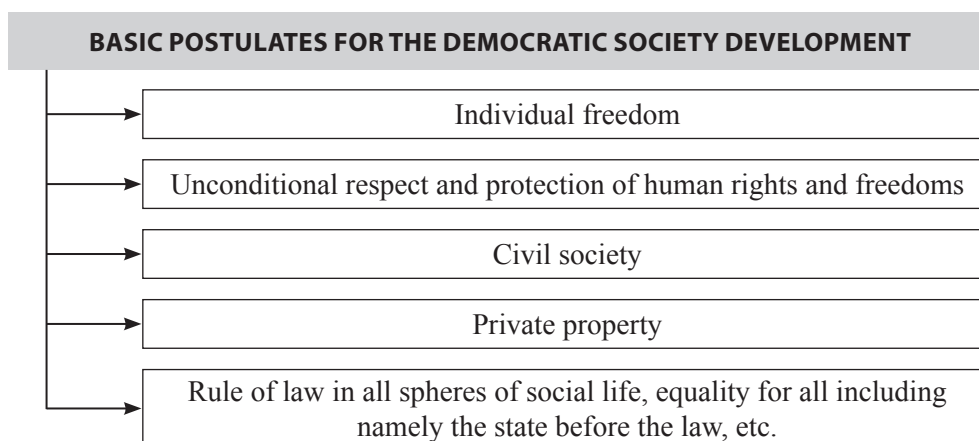 BASIC POSTULATES FOR THE DEMOCRATIC SOCIETY DEVELOPMENT
Individual freedom
Unconditional respect and protection of human rights and freedoms
Civil society
Private property
Rule of law in all spheres of social life, equality for all including
namely the state before the law, etc.